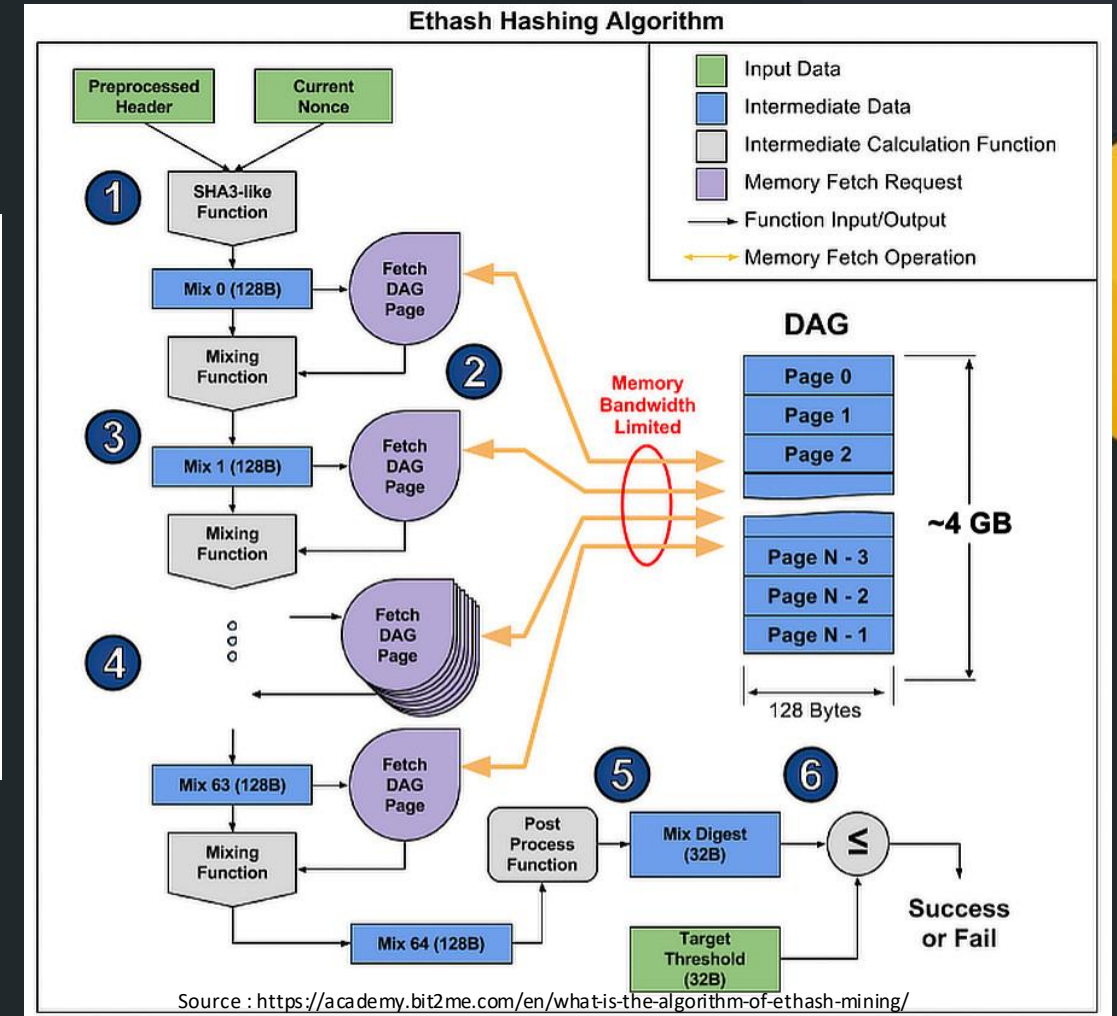 Ethash Hashing Algorithm
Preprocessed
Header
Current
Nonce
Input Data
Intermediate Data
Intermediate Calculation Function
Memory Fetch Request
Function Input/Output
Memory Fetch Operation
1
SHA3-like
Function
Mix 0 (128B)
Fetch
DAG
Page
Mixing
Function
2
3
Mix 1 (128B)
Fetch
DAG
Page
Mixing
Function
Memory
Bandwidth
Limited
DAG
Page 0
Page 1
Page 2
Page N - 3
Page N - 2
Page N - 1
~4 GB
128 Bytes
4
Fetch
DAG
Page
Mix 63 (128B)
Fetch
DAG
Page
Mixing
Function
Mix 64 (128B)
Post
Process
Function
5
Mix Digest
(32B)
6
≤
Target
Threshold
(32B)
Success
or Fail
Source : https://academy.bit2me.com/en/what-is-the-algorithm-of-ethash-mining/